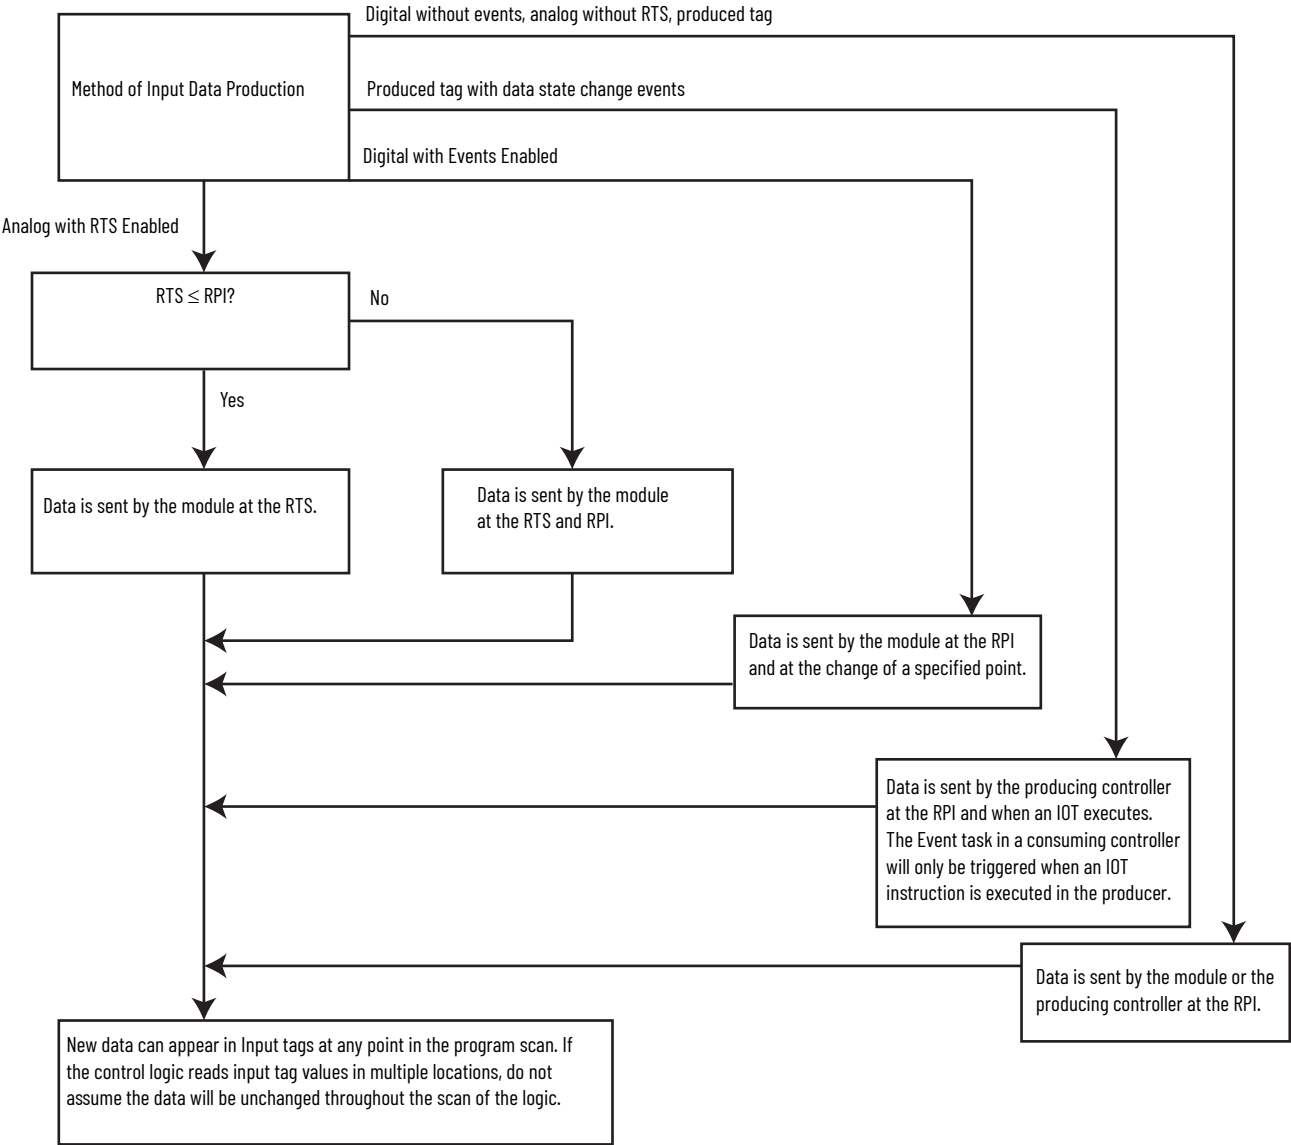 Digital without events, analog without RTS, produced tag
Method of Input Data Production
Produced tag with data state change events
Digital with Events Enabled
Analog with RTS Enabled
RTS ≤ RPI?
No
Yes
Data is sent by the module at the RTS.
Data is sent by the module
at the RTS and RPI.
Data is sent by the module at the RPI
and at the change of a specified point.
Data is sent by the producing controller
at the RPI and when an IOT executes.
The Event task in a consuming controller
will only be triggered when an IOT
instruction is executed in the producer.
Data is sent by the module or the
producing controller at the RPI.
New data can appear in Input tags at any point in the program scan. If
the control logic reads input tag values in multiple locations, do not
assume the data will be unchanged throughout the scan of the logic.